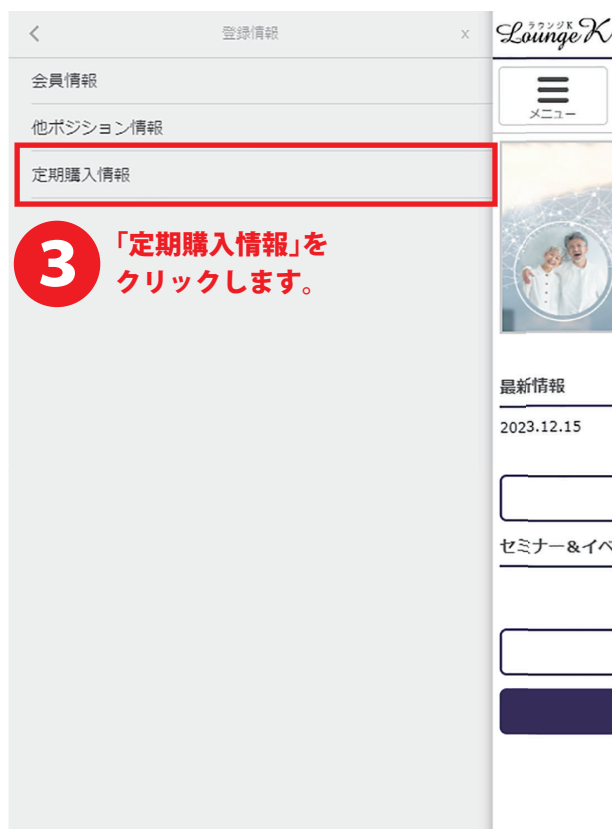 登録情報
x
会員情報
他ポジション情報
定期購入情報
3
「定期購入情報」を
クリックします。
ラウンジK
Lounge K
メニュー
最新情報
2023.12.15
セミナー&イベ